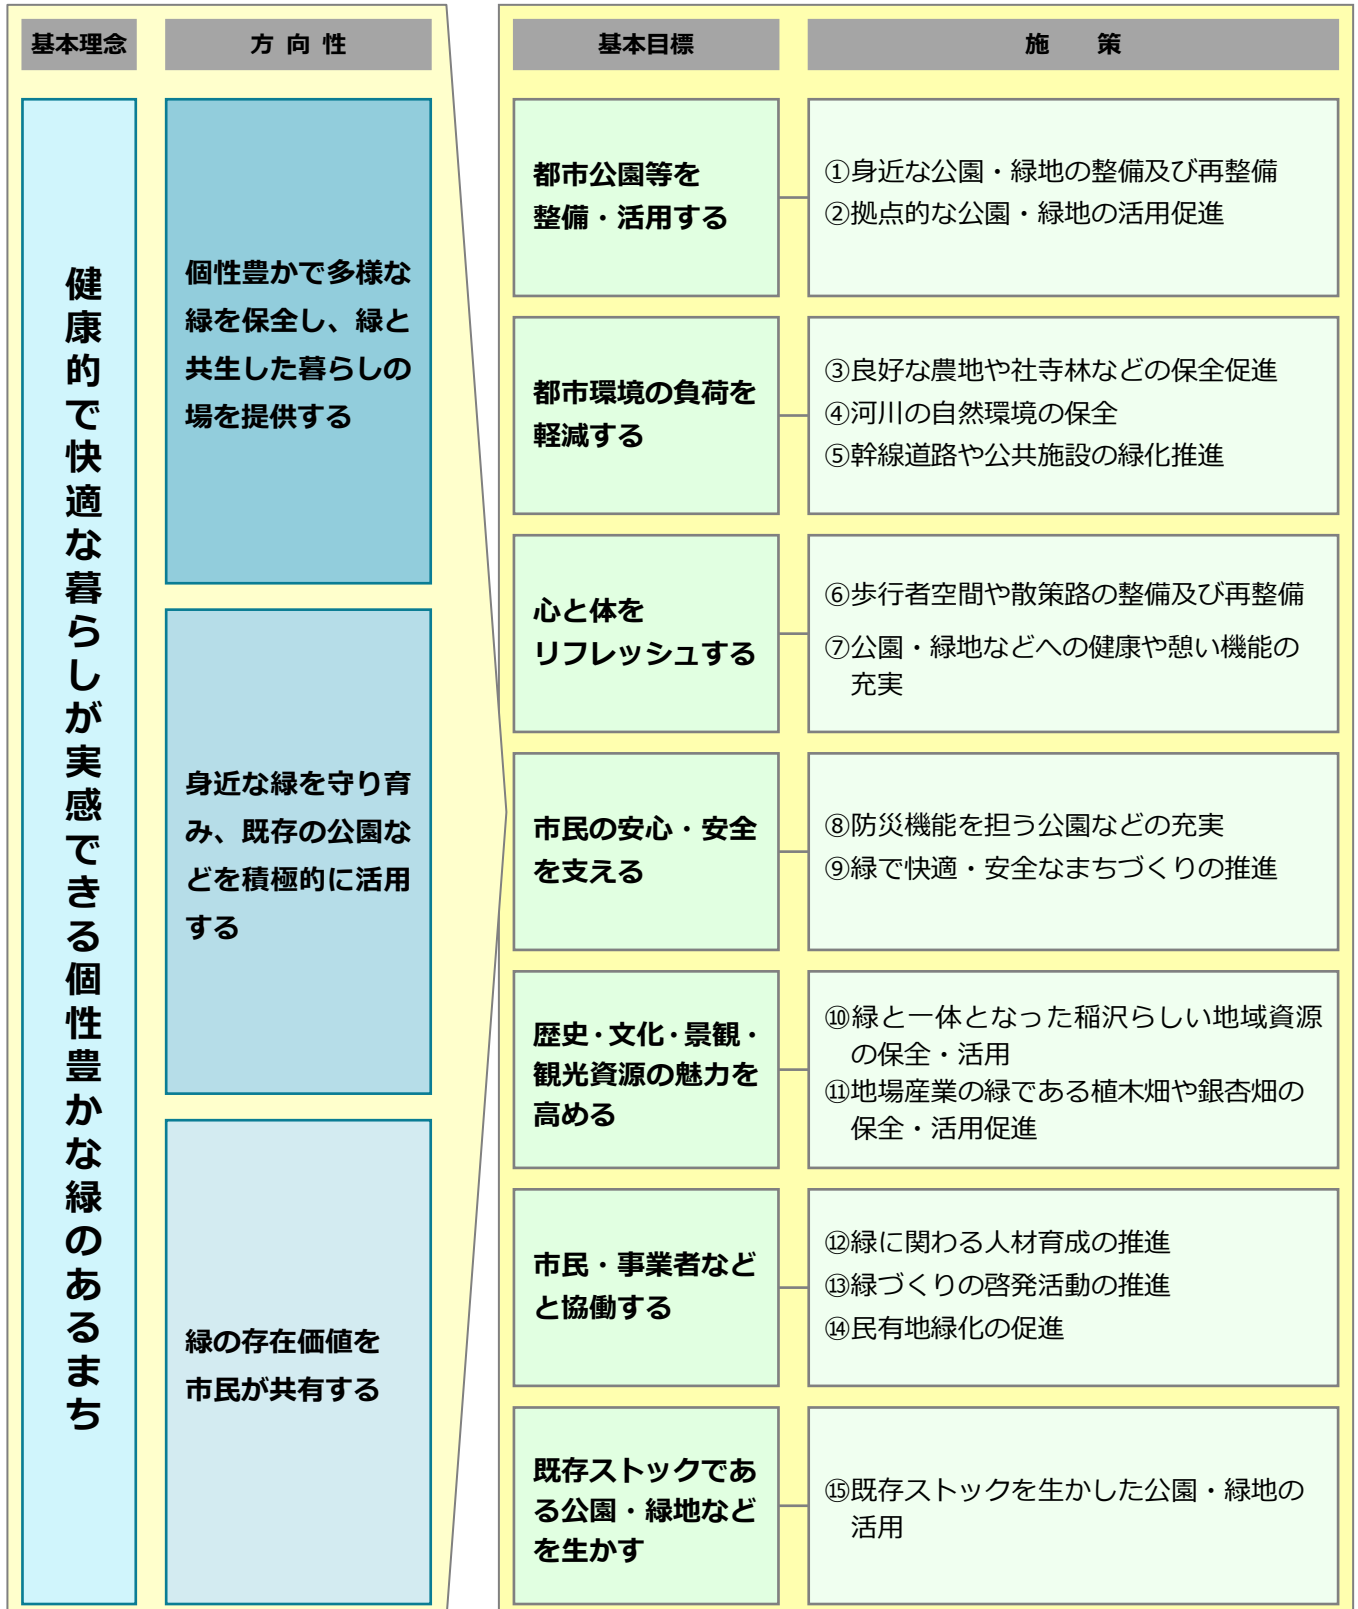 基本理念
方 向 性
基本目標
施 策
健康的で快適な暮らしが実感できる個性豊かな緑のあるまち
個性豊かで多様な
緑を保全し、緑と
共生した暮らしの
場を提供する
身近な緑を守り育
み、既存の公園な
どを積極的に活用
する
緑の存在価値を
市民が共有する
都市公園等を
整備・活用する
①身近な公園・緑地の整備及び再整備
②拠点的な公園・緑地の活用促進
都市環境の負荷を
軽減する
③良好な農地や社寺林などの保全促進
④河川の自然環境の保全
⑤幹線道路や公共施設の緑化推進
心と体を
リフレッシュする
⑥歩行者空間や散策路の整備及び再整備
⑦公園・緑地などへの健康や憩い機能の
充実
市民の安心・安全
を支える
⑧防災機能を担う公園などの充実
⑨緑で快適・安全なまちづくりの推進
歴史・文化・景観・
観光資源の魅力を
高める
⑩緑と一体となった稲沢らしい地域資源
の保全・活用
⑪地場産業の緑である植木畑や銀杏畑の
保全・活用促進
市民・事業者など
と協働する
⑫緑に関わる人材育成の推進
⑬緑づくりの啓発活動の推進
⑭民有地緑化の促進
既存ストックであ
る公園・緑地など
を生かす
⑮既存ストックを生かした公園・緑地の
活用